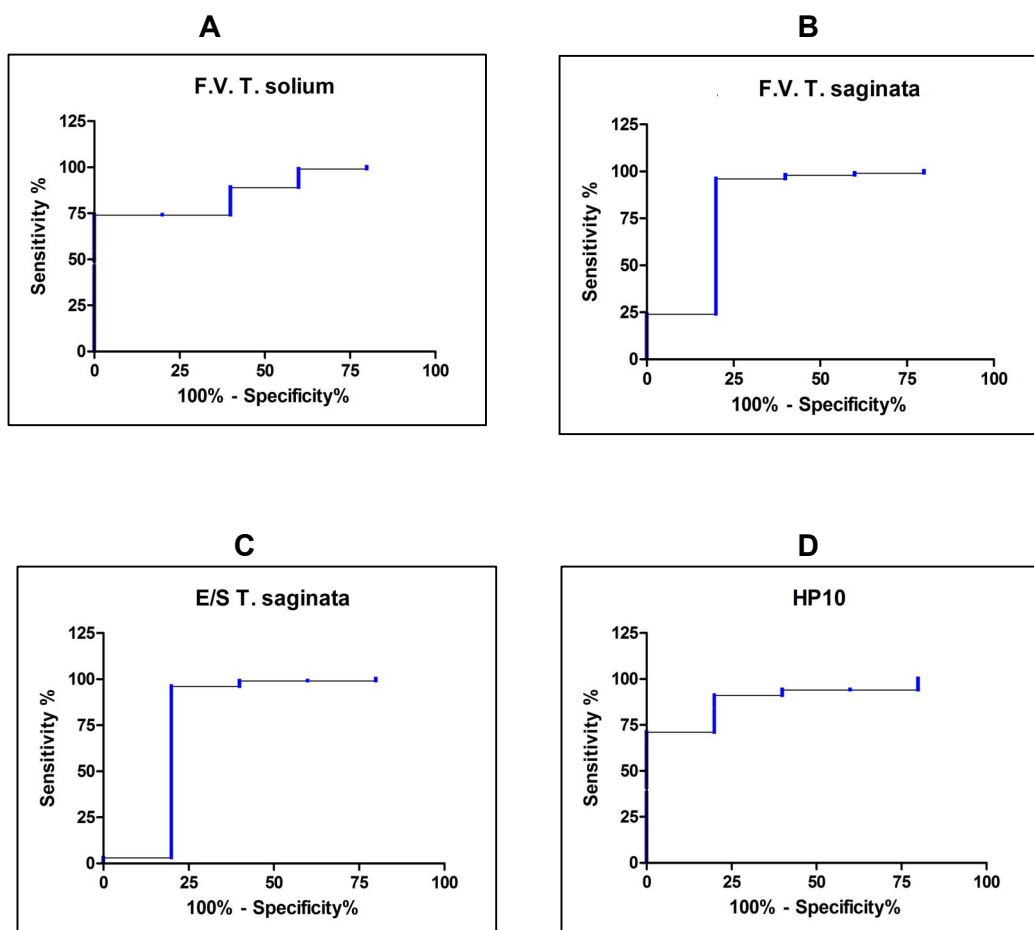 A
F.V. T. solium
Sensitivity %
125
100
75
50
25
0
0 25 50 75 100
100% - Specificity%
B
F.V. T. saginata
Sensitivity %
125
100
75
50
25
0
0 25 50 75 100
100% - Specificity%
C
E/S T. saginata
Sensitivity %
125
100
75
50
25
0
0 25 50 75 100
100% - Specificity%
D
HP10
Sensitivity %
125
100
75
50
25
0
0 25 50 75 100
100% - Specificity%